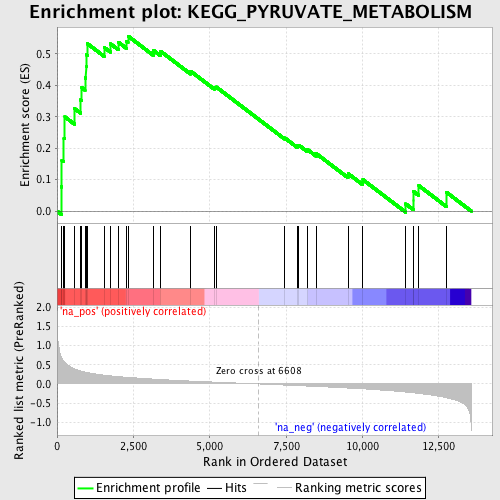 Enrichment plot: KEGG_PYRUVATE_METABOLISM
Enrichment score (ES)
0.5
0.4
0.3
0.2
0.1
0.0
'na_pos' (positively correlated)
Ranked list metric (PreRanked)
2.0
1.5
1.0
0.5
0.0
-0.5
-1.0
Zero cross at 6608
'na_neg' (negatively correlated)
0
2,500
5,000
7,500
10,000
12,500
Rank in Ordered Dataset
Enrichment profile
Hits
Ranking metric scores